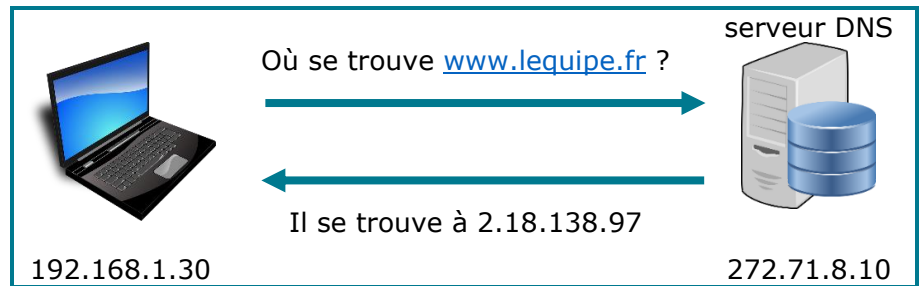 serveur DNS
Où se trouve www.lequipe.fr ?
Il se trouve à 2.18.138.97
192.168.1.30
272.71.8.10